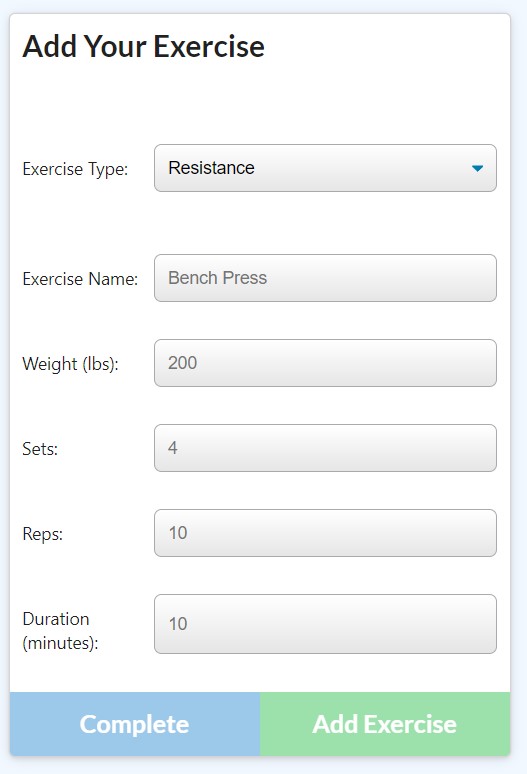 Add Your Exercise
Exercise Type: Resistance
Exercise Name: Bench Press
Weight (lbs): 200
Sets: 4
Reps: 10
Duration
(minutes): 10
Complete Add Exercise